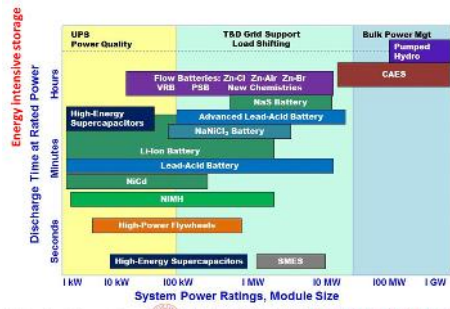 UPS
Power Quality
T&D Grid Support
Load Shifting
Bulk Power Mgt
Pumped
Hydro
CAES
Flow Batteries: Zn-Cl Zn-Air Zn-Br
VRB PSB New Chemistries
NaS Battery
High-Energy
Supercapacitors
Advanced Lead-Acid Battery
NaNiCl₂ Battery
Li-Ion Battery
Lead-Acid Battery
NiCd
NiMH
High-Power Flywheels
High-Energy Supercapacitors
SMES
Energy intensive storage
Discharge Time at Rated Power
Hours
Minutes
Seconds
1 kW 10 kW 100 kW 1 MW 10 MW 100 MW 1 GW
System Power Ratings, Module Size